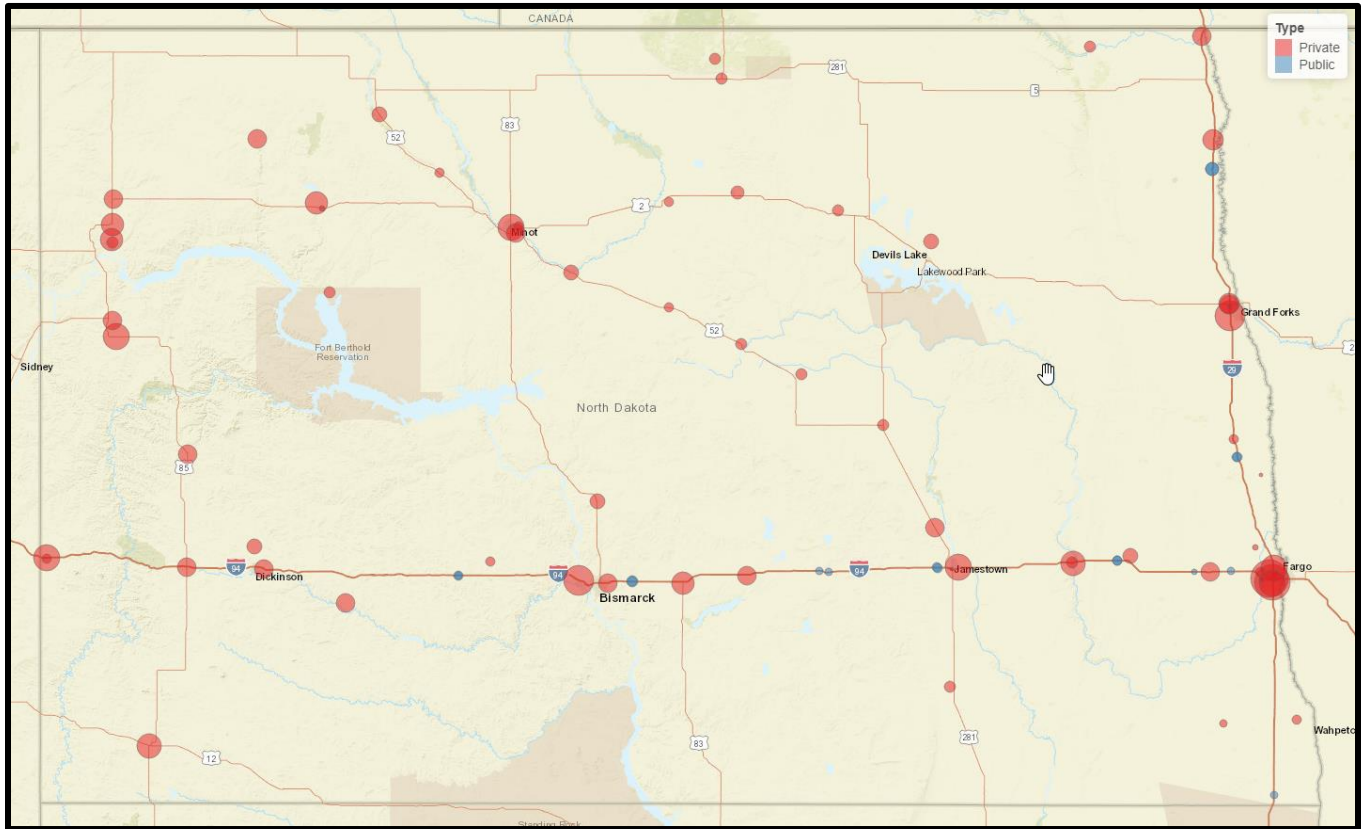 CANADA
Type
Private
Public
281
5
52
83
2
Minot
Devils Lake
Lakewood Park
Grand Forks
52
2
Fort Berthold
Reservation
Sidney
29
North Dakota
85
94
Dickinson
94
Bismarck
94
Jamestown
Fargo
12
83
281
Wahpeto
Standing Rock